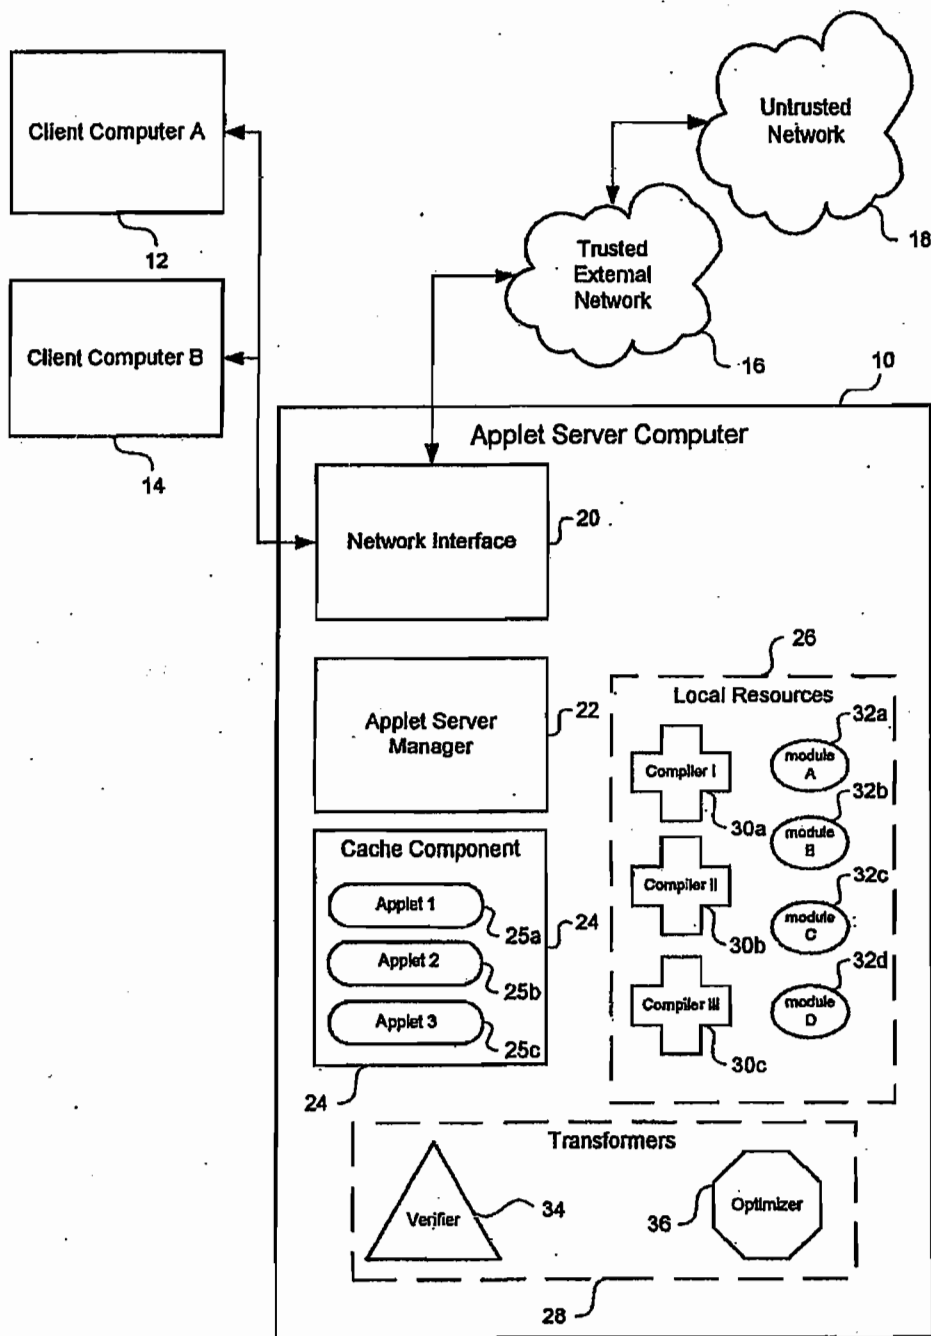 Client Computer A
12
Client Computer B
14
Untrusted
Network
18
Trusted
External
Network
16
10
Applet Server Computer
Network Interface
20
Applet Server
Manager
22
26
Local Resources
Compiler I
30a
Compiler II
30b
Compiler III
30c
32a
module
A
32b
module
B
32c
module
C
32d
module
D
Cache Component
Applet 1
25a
24
Applet 2
25b
Applet 3
25c
24
Transformers
Verifier
34
36
Optimizer
28